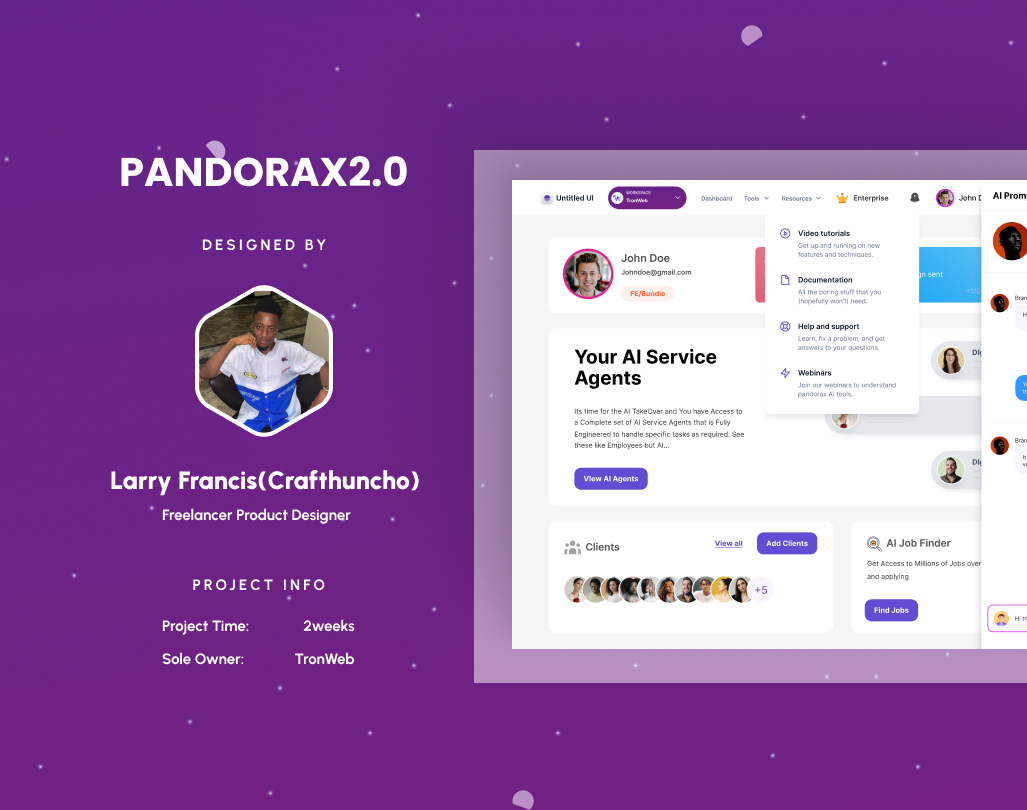 PANDORAX2.0
DESIGNED BY
Larry Francis(Crafthuncho)
Freelancer Product Designer
PROJECT INFO
Project Time: 2weeks
Sole Owner: TronWeb
Untitled UI
WORKSPACE
TronWeb
Dashboard
Tools
Resources
Enterprise
John D
John Doe
Johndoe@gmail.com
FE/Bundle
Video tutorials
Get up and running on new
features and techniques.
Documentation
All the boring stuff that you
(hopefully won't) need.
Help and support
Learn, fix a problem, and get
answers to your questions.
Webinars
Join our webinars to understand
pandorax AI tools.
gn sent
Your AI Service
Agents
Its time for the AI TakeOver and You have Access to
a Complete set of AI Service Agents that is Fully
Engineered to handle specific tasks as required. See
these like Employees but AI...
View AI Agents
Clients
View all
Add Clients
+5
AI Job Finder
Get Access to Millions of Jobs over
and applying
Find Jobs
AI Prom
Bran
H
Bran
It
Hi th